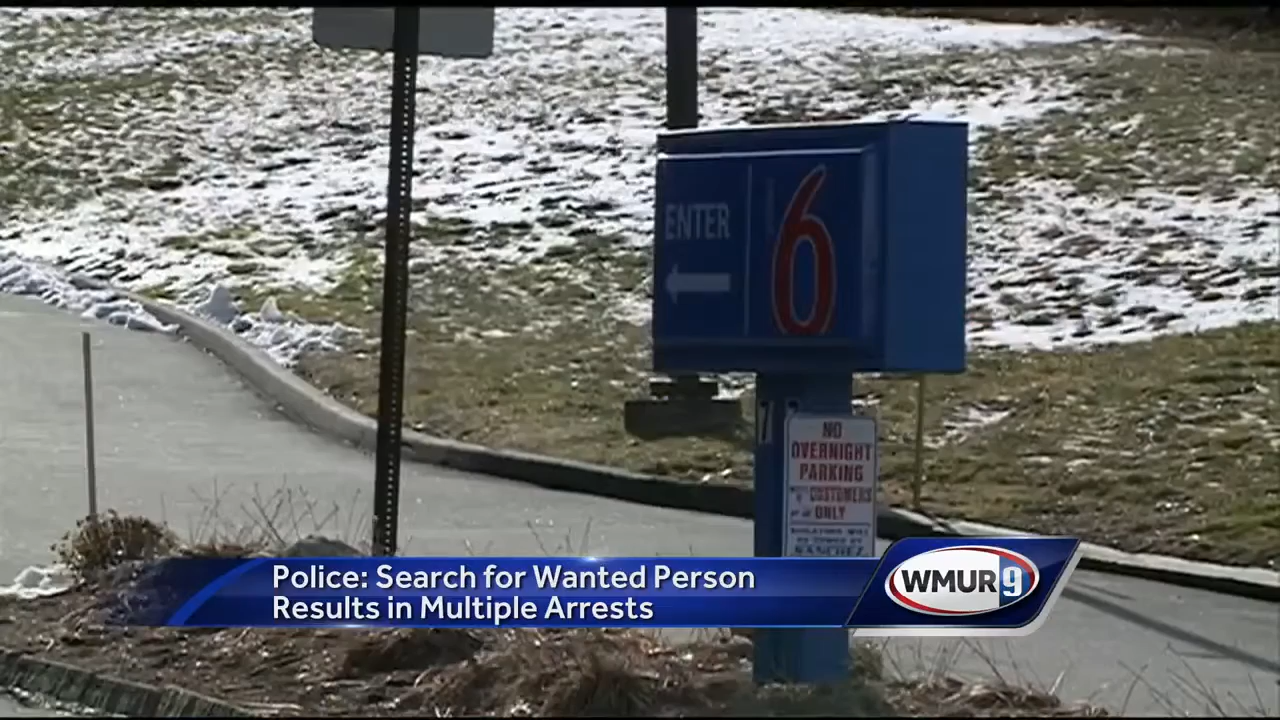 ENTER
6
NO
OVERNIGHT
PARKING
CUSTOMERS
ONLY
Police: Search for Wanted Person
Results in Multiple Arrests
WMUR9